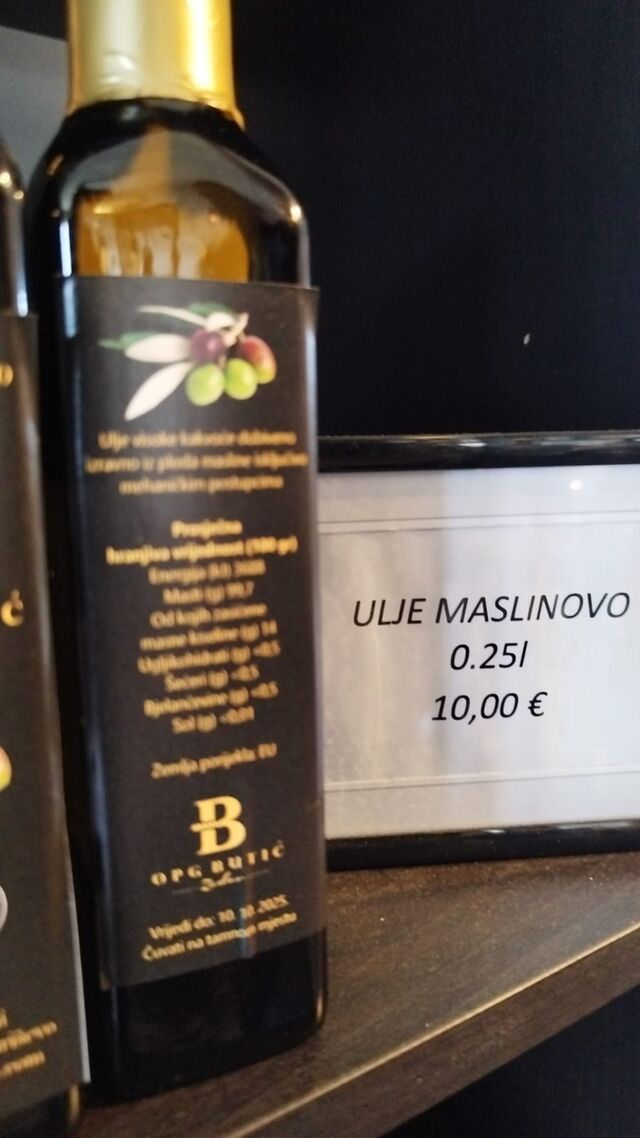 Ulje visoke kakvoće dobiveno
izravno iz ploda masline isključivo
mehaničkim postupcima
Prosječna
hranjiva vrijednost (100 gr)
Energija (kJ)
Masti (g) 99,7
Od kojih zasićene
masne kiseline (g) 14
Ugljikohidrati (g) <0,5
Šećeri (g) <0,5
Bjelančevine (g) <0,5
Sol (g) <0,01
Zemlja porijekla: EU
B
OPG BUTIĆ
Vrijedi do: 10. 2025.
Čuvati na tamnom mjestu
ULJE MASLINOVO
0.25l
10,00 €